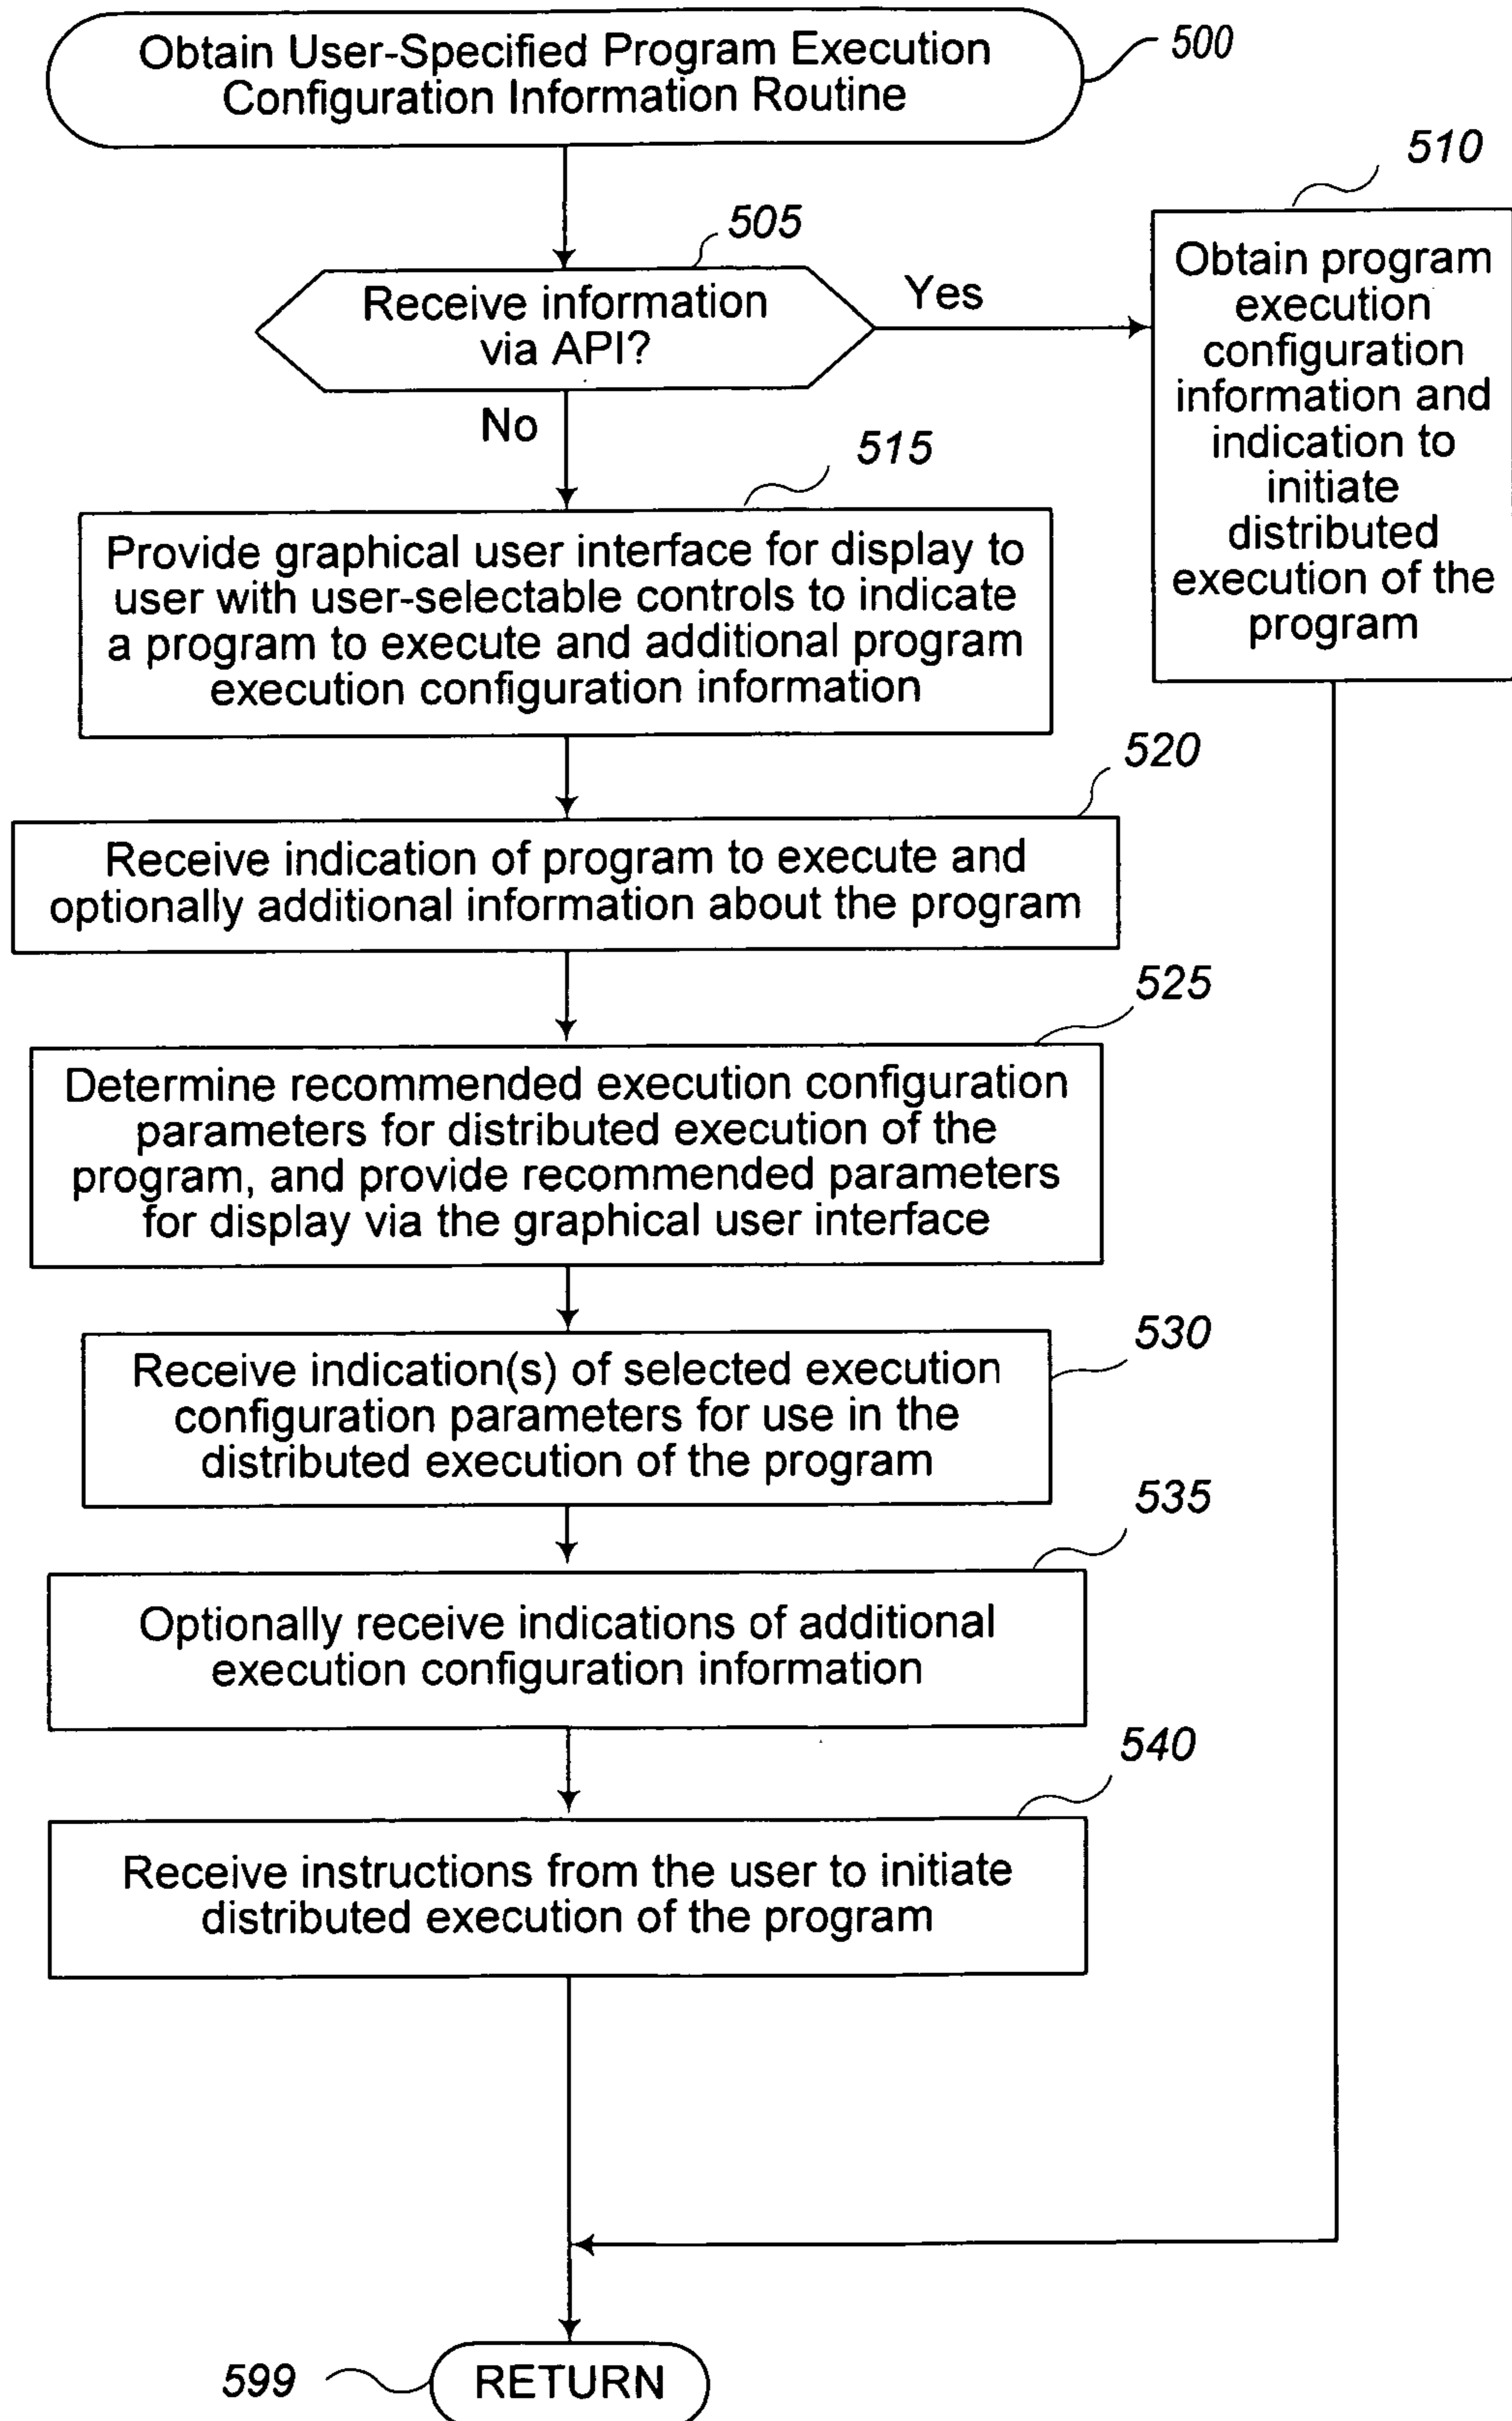 Obtain User-Specified Program Execution
Configuration Information Routine
500
505
Receive information
via API?
Yes
No
510
Obtain program
execution
configuration
information and
indication to
initiate
distributed
execution of the
program
515
Provide graphical user interface for display to
user with user-selectable controls to indicate
a program to execute and additional program
execution configuration information
520
Receive indication of program to execute and
optionally additional information about the program
525
Determine recommended execution configuration
parameters for distributed execution of the
program, and provide recommended parameters
for display via the graphical user interface
530
Receive indication(s) of selected execution
configuration parameters for use in the
distributed execution of the program
535
Optionally receive indications of additional
execution configuration information
540
Receive instructions from the user to initiate
distributed execution of the program
599
RETURN